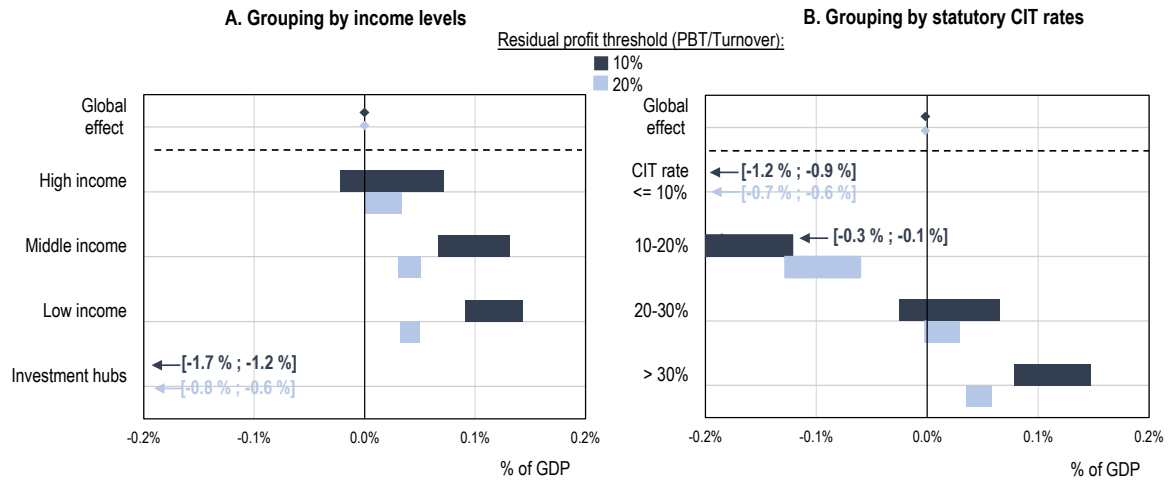 A. Grouping by income levels
B. Grouping by statutory CIT rates
Residual profit threshold (PBT/Turnover):
10%
20%
Global
effect
High income
Middle income
Low income
Investment hubs
[-1.7 % ; -1.2 %]
[-0.8 % ; -0.6 %]
-0.2%
-0.1%
0.0%
0.1%
0.2%
% of GDP
Global
effect
CIT rate
<= 10%
[-1.2 % ; -0.9 %]
[-0.7 % ; -0.6 %]
10-20%
[-0.3 % ; -0.1 %]
20-30%
> 30%
-0.2%
-0.1%
0.0%
0.1%
0.2%
% of GDP